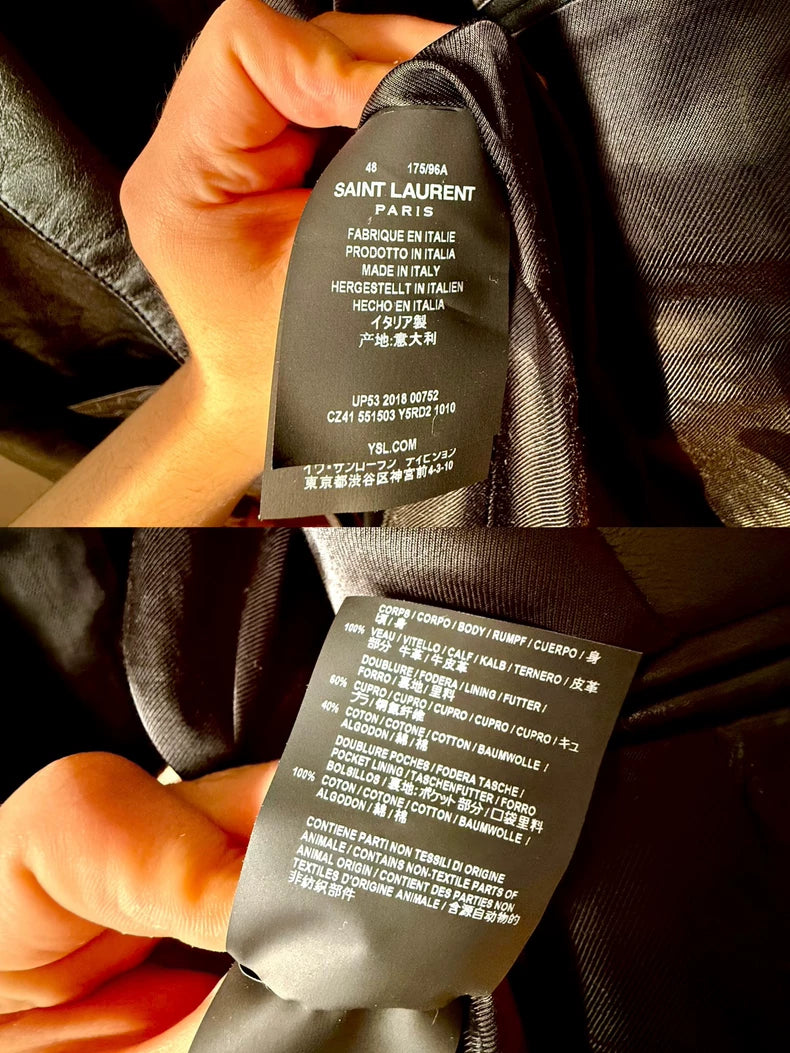 48 175/96A
SAINT LAURENT
PARIS
FABRIQUE EN ITALIE
PRODOTTO IN ITALIA
MADE IN ITALY
HERGESTELLT IN ITALIEN
HECHO EN ITALIA
イタリア製
产地:意大利
UP53 2018 00752
CZ41 551503 Y5RD2 1010
YSL.COM
東京都渋谷区神宮前4-3-10
CORPS / CORPO / BODY / RUMPF / CUERPO / 身
頃 / 身
100% VEAU / VITELLO / CALF / KALB / TERNERO / 皮革
部分 牛革 / 牛皮革
DOUBLURE / FODERA / LINING / FUTTER /
FORRO / 裏地 / 里料
60% CUPRO / CUPRO / CUPRO / CUPRO / CUPRO / キュ
プラ / 銅氨纤维
40% COTON / COTONE / COTTON / BAUMWOLLE /
ALGODON / 綿 / 棉
DOUBLURE POCHES / FODERA TASCHE /
POCKET LINING / TASCHENFUTTER / FORRO
BOLSILLOS / 裏地:ポケット部分 / 口袋里料
100% COTON / COTONE / COTTON / BAUMWOLLE /
ALGODON / 綿 / 棉
CONTIENE PARTI NON TESSILI DI ORIGINE
ANIMALE / CONTAINS NON-TEXTILE PARTS OF
ANIMAL ORIGIN / CONTIENT DES PARTIES NON
TEXTILES D'ORIGINE ANIMALE / 含源自动物的
非纺织部件